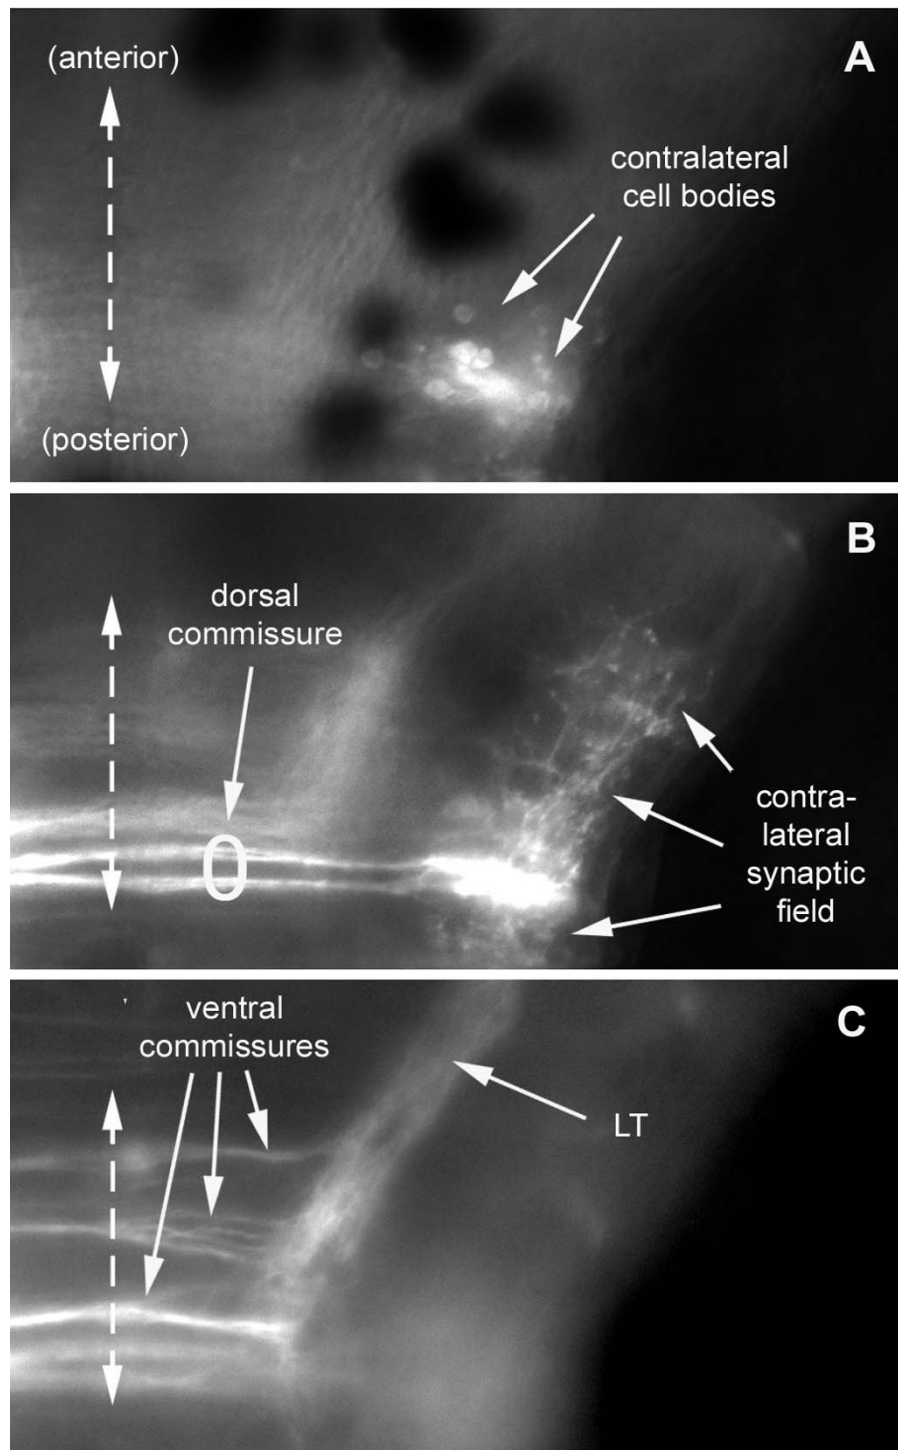 (anterior)
A
contralateral
cell bodies
(posterior)
B
dorsal
commissure
contra-
lateral
synaptic
field
C
ventral
commissures
LT